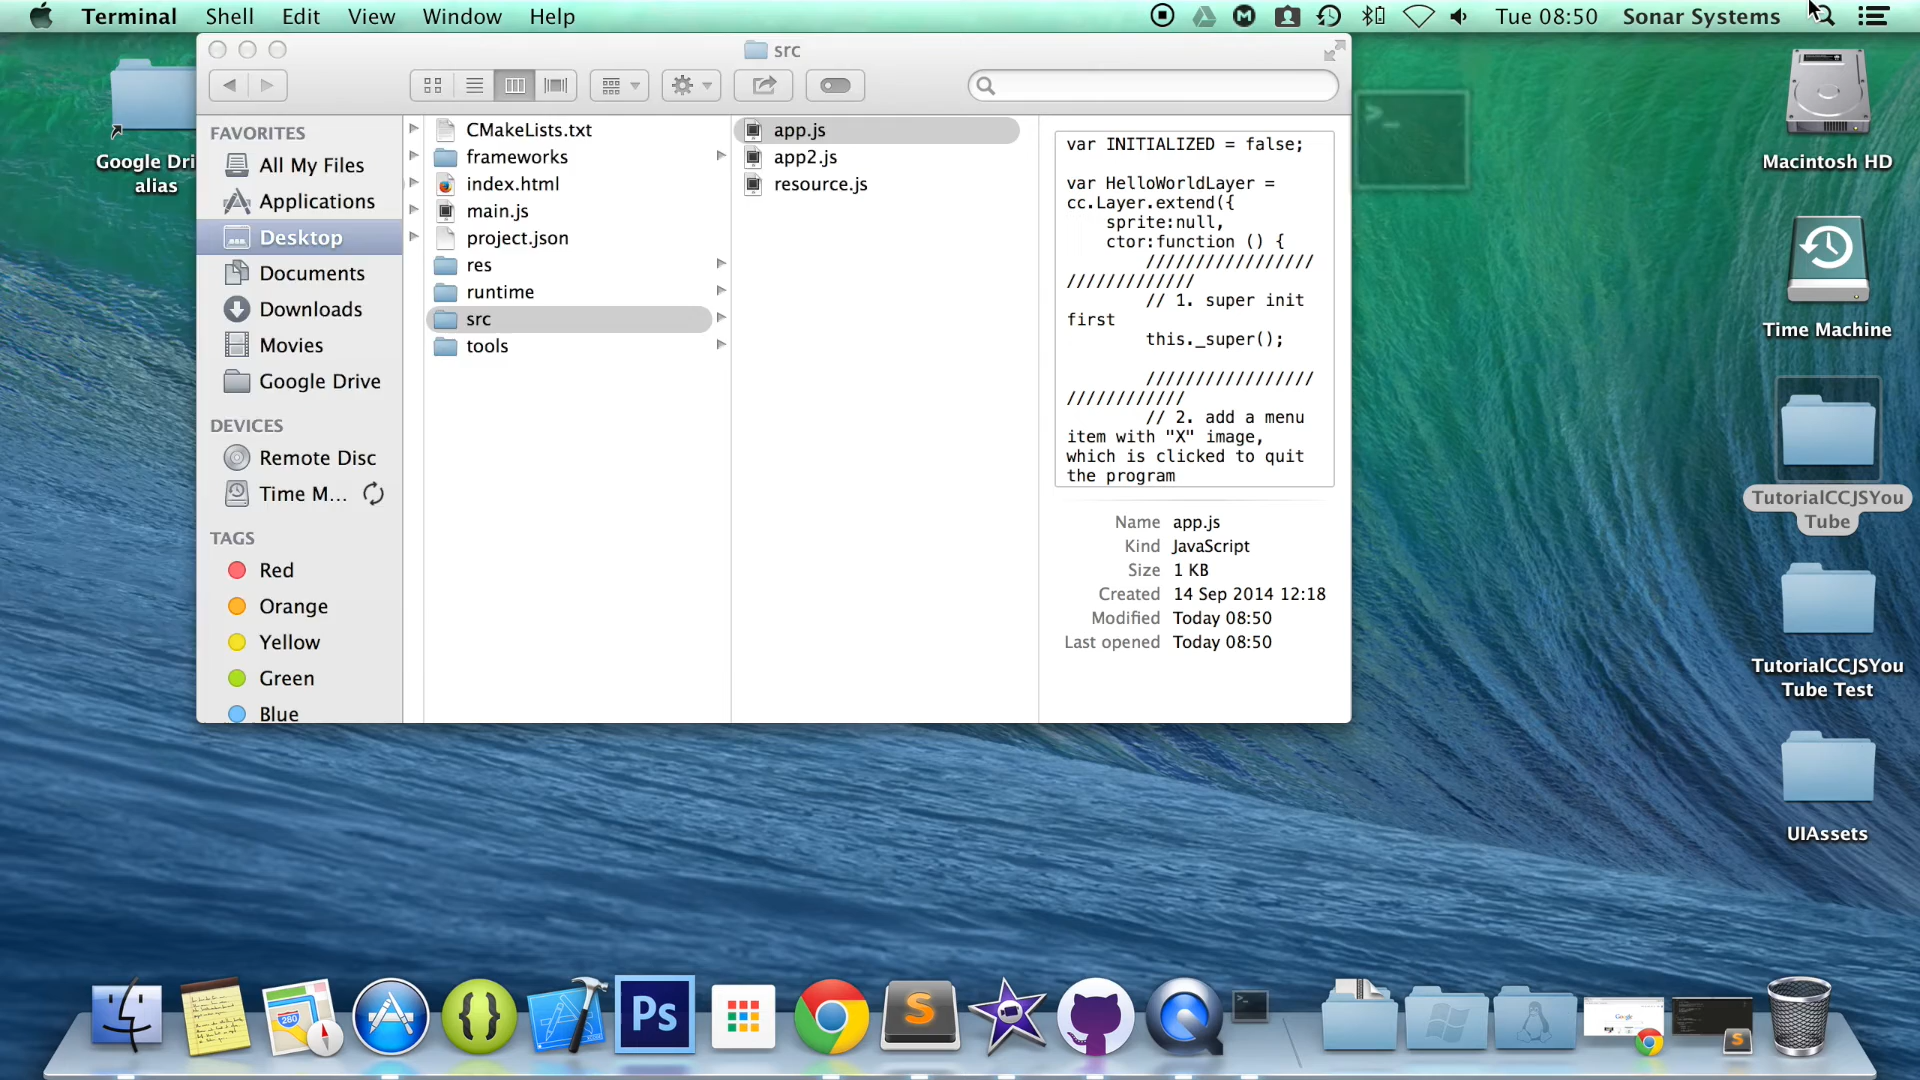 Terminal Shell Edit View Window Help Tue 08:50 Sonar Systems
src
Google Dri
alias
FAVORITES
All My Files
Applications
Desktop
Documents
Downloads
Movies
Google Drive
DEVICES
Remote Disc
Time M...
TAGS
Red
Orange
Yellow
Green
Blue
CMakeLists.txt
frameworks
index.html
main.js
project.json
res
runtime
src
tools
app.js
app2.js
resource.js
var INITIALIZED = false;
var HelloWorldLayer =
cc.Layer.extend({
sprite:null,
ctor:function () {
/////////////////
/////////////
// 1. super init
first
this._super();
/////////////////
////////////
// 2. add a menu
item with "X" image,
which is clicked to quit
the program
Name app.js
Kind JavaScript
Size 1 KB
Created 14 Sep 2014 12:18
Modified Today 08:50
Last opened Today 08:50
Macintosh HD
Time Machine
TutorialCCJSYou
Tube
TutorialCCJSYou
Tube Test
UIAssets
280
Ps
S
Google
S